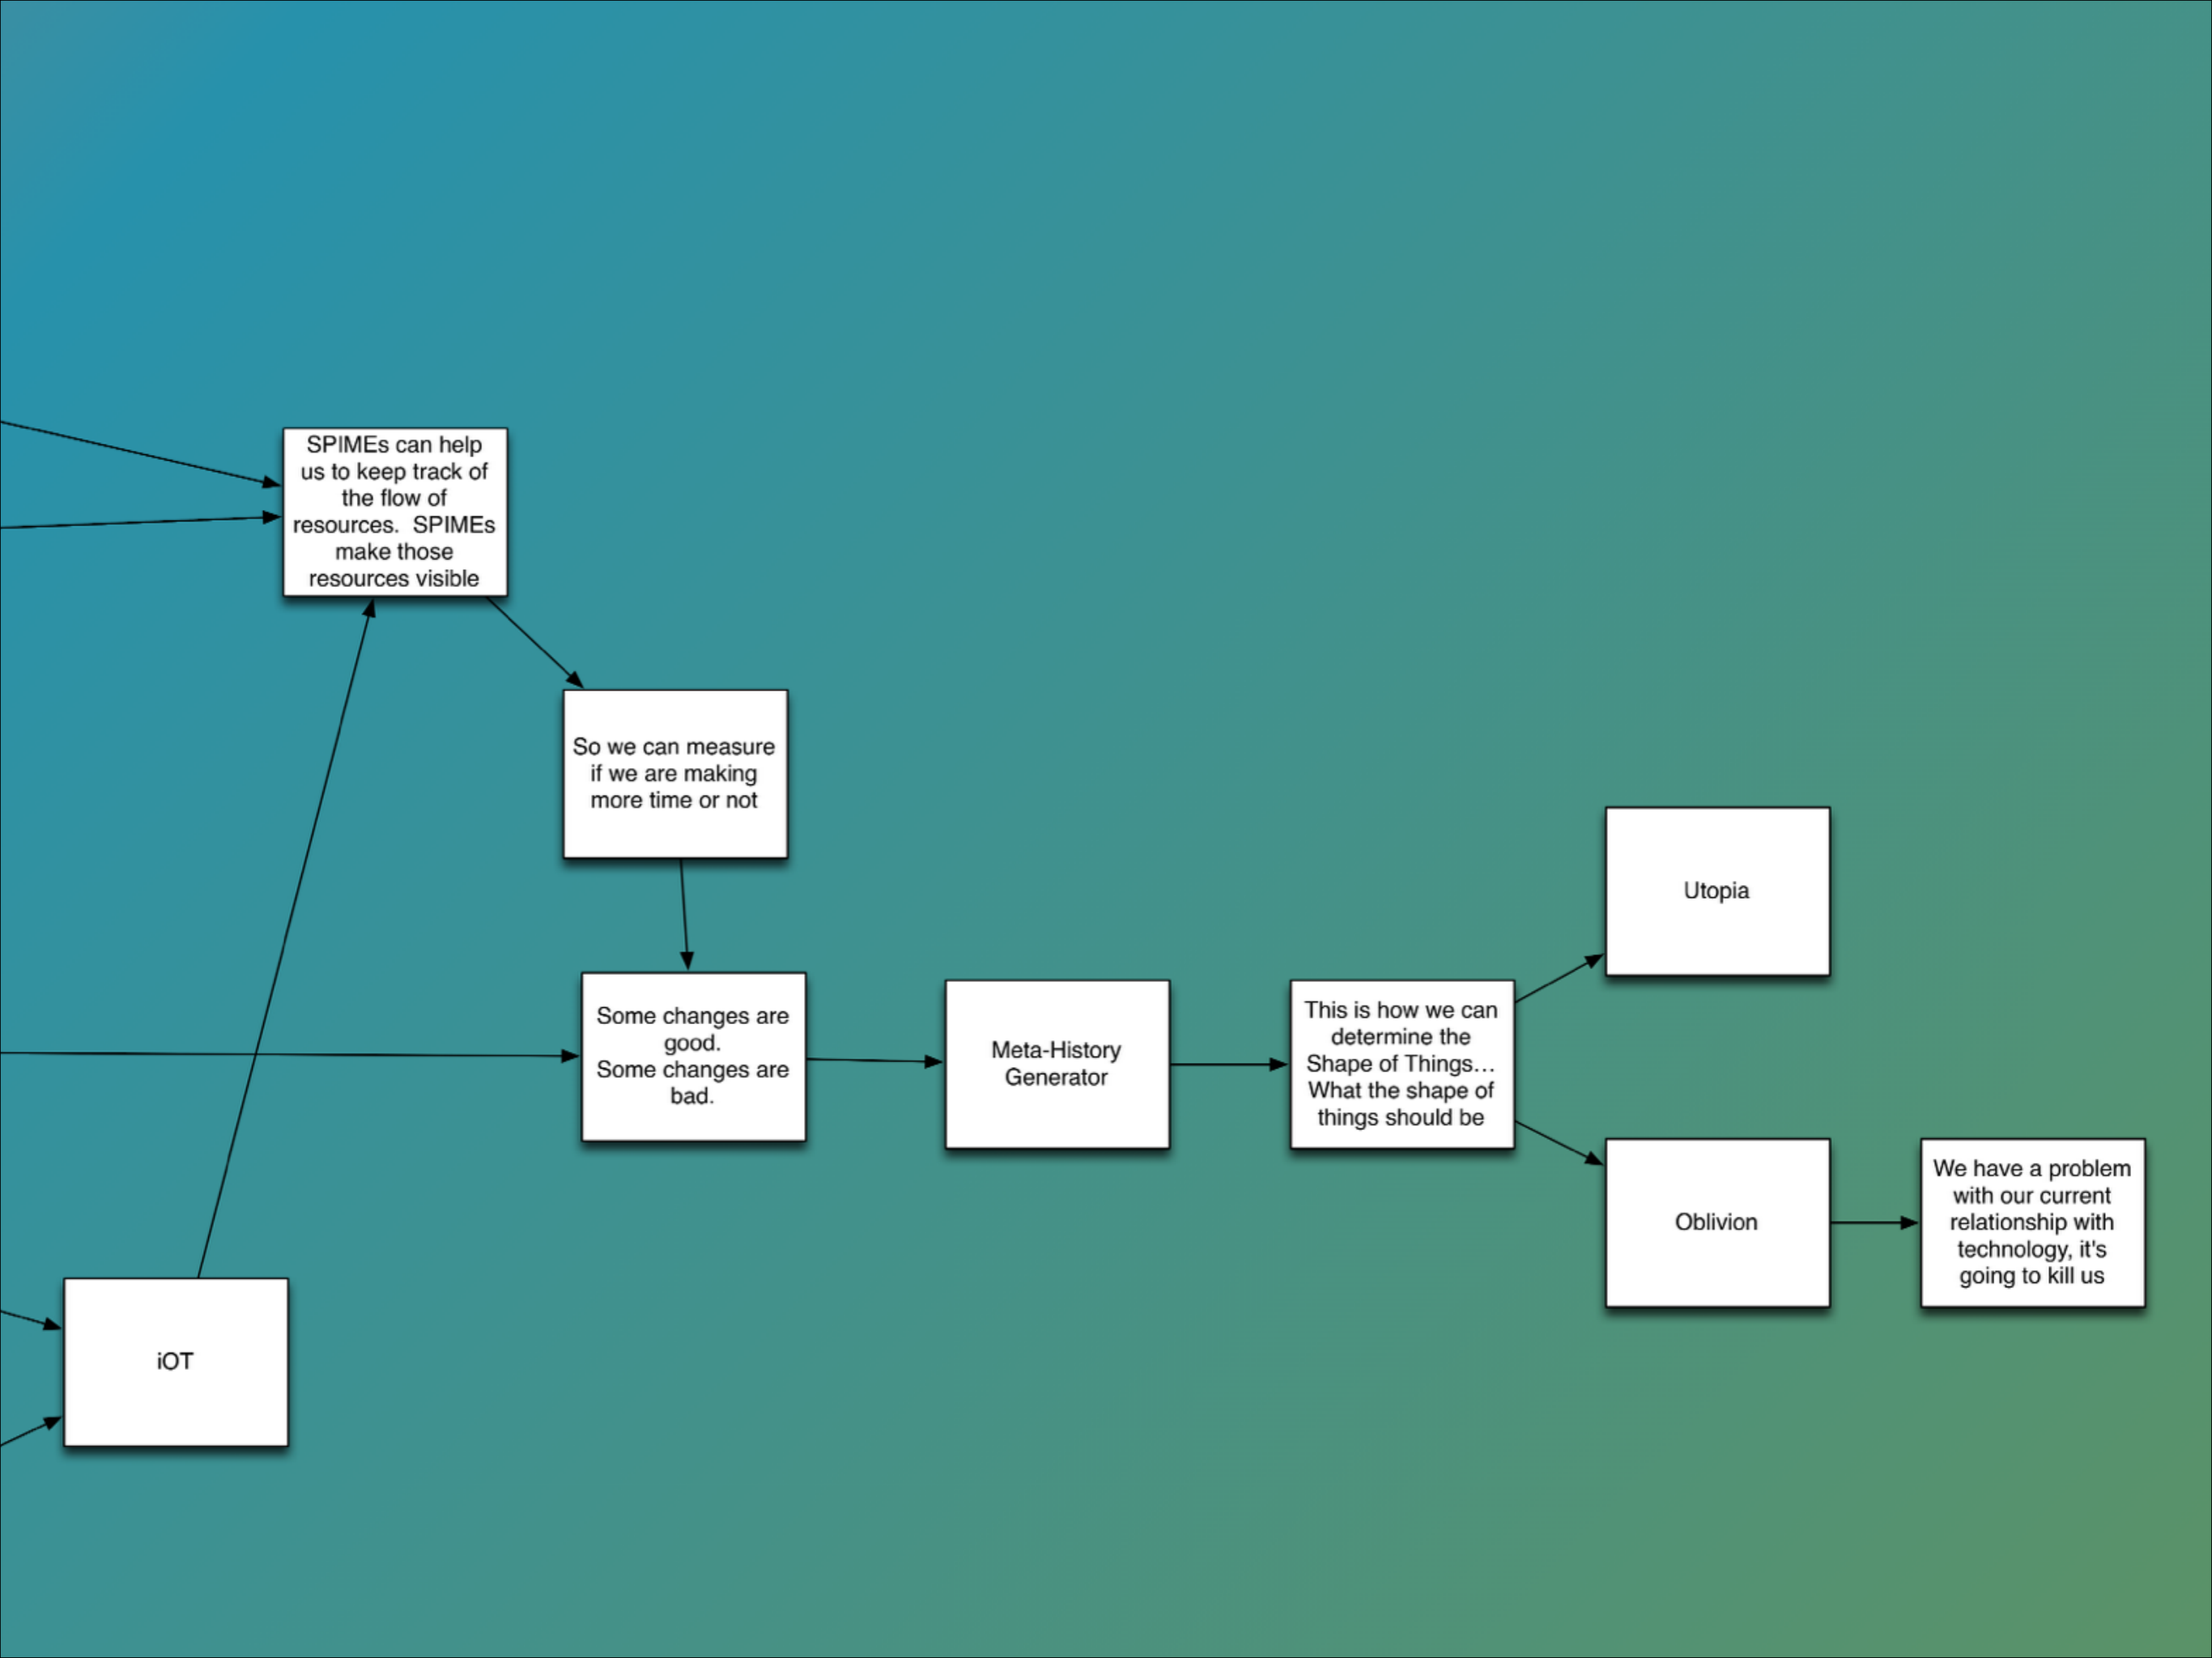 SPIMEs can help
us to keep track of
the flow of
resources.  SPIMEs
make those
resources visible
So we can measure
if we are making
more time or not
Utopia
Some changes are
good.
Some changes are
bad.
Meta-History
Generator
This is how we can
determine the
Shape of Things...
What the shape of
things should be
Oblivion
We have a problem
with our current
relationship with
technology, it's
going to kill us
iOT